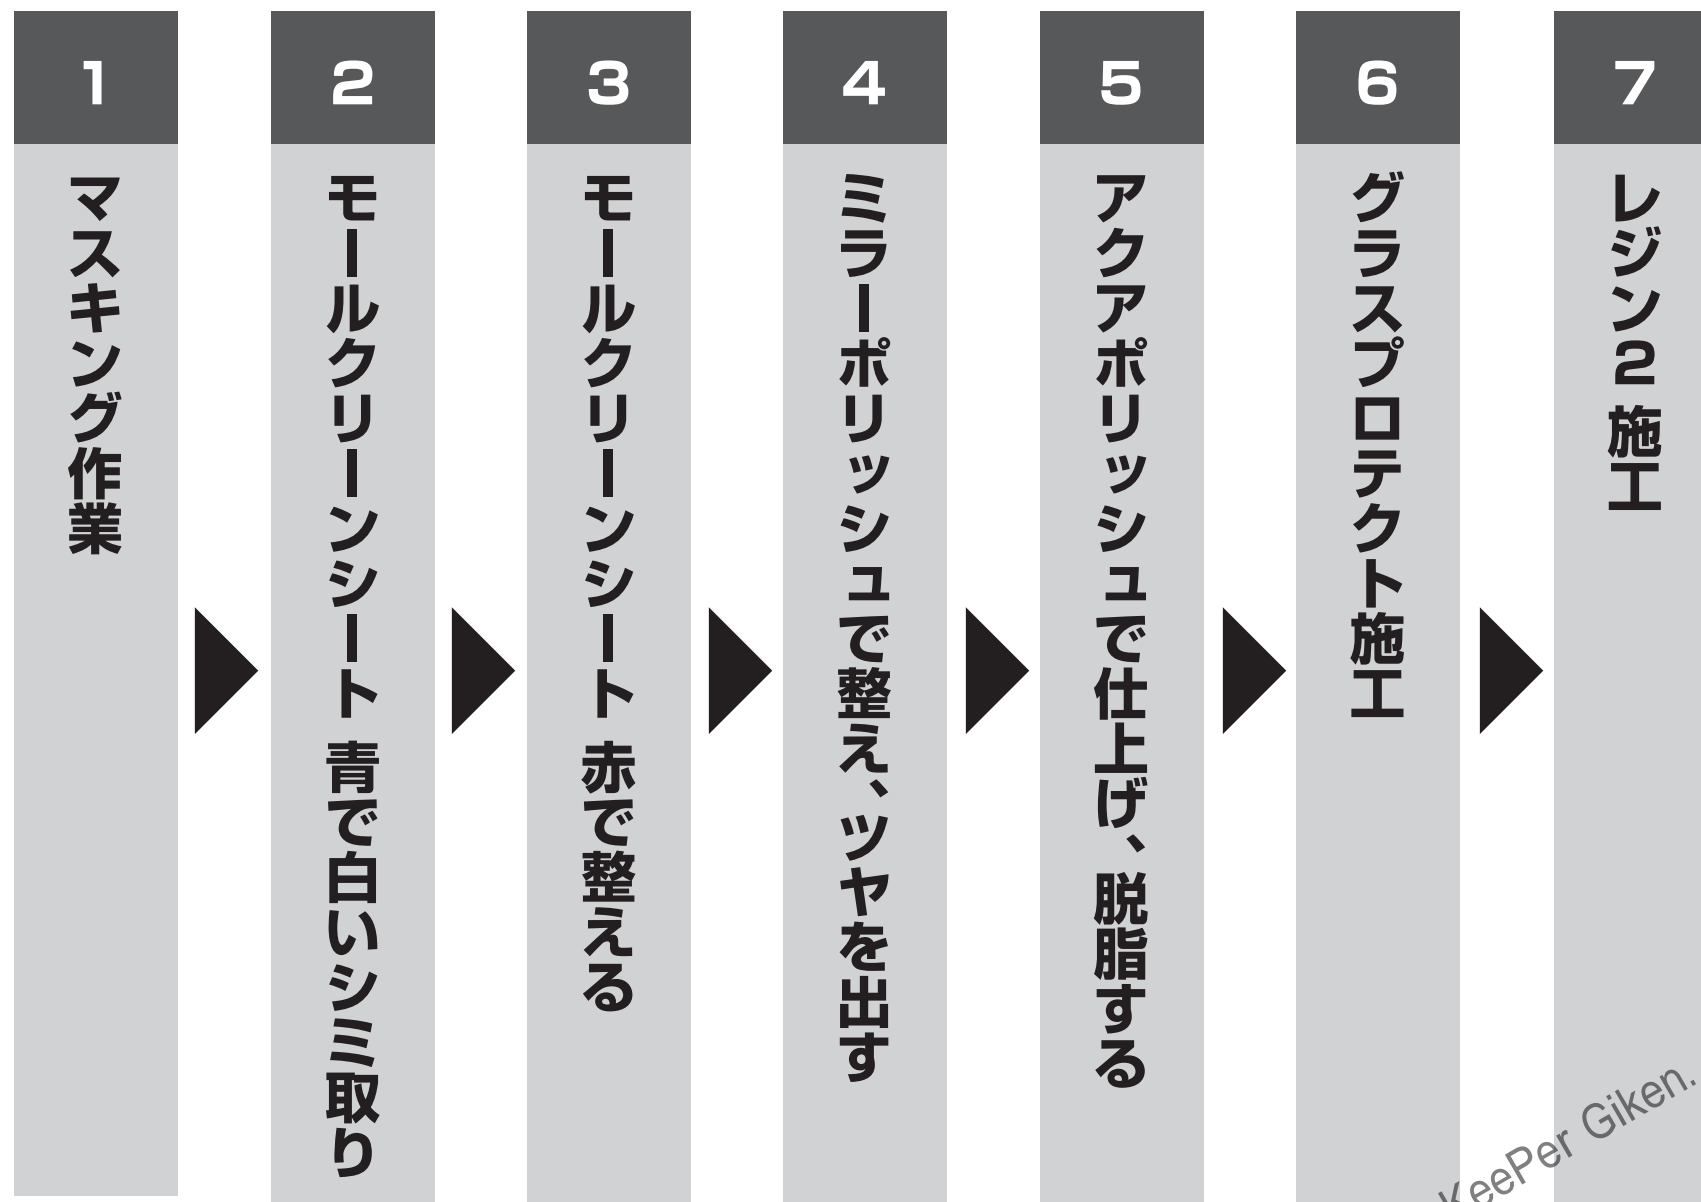 1
マスキング作業
2
モールクリーンシート 青で白いシミ取り
3
モールクリーンシート 赤で整える
4
ミラーポリッシュで整え、ツヤを出す
5
アクアポリッシュで仕上げ、脱脂する
6
グラスプロテクト施工
7
レジン2 施工
KeePer Giken.